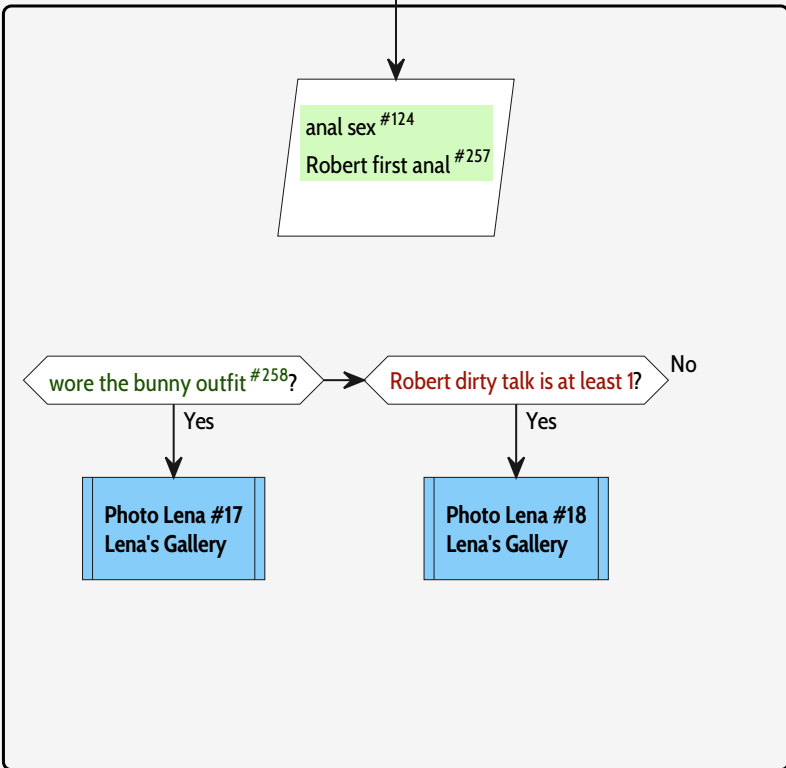 anal sex #124
Robert first anal #257
wore the bunny outfit #258?
Robert dirty talk is at least 1?
No
Yes
Yes
Photo Lena #17
Lena's Gallery
Photo Lena #18
Lena's Gallery